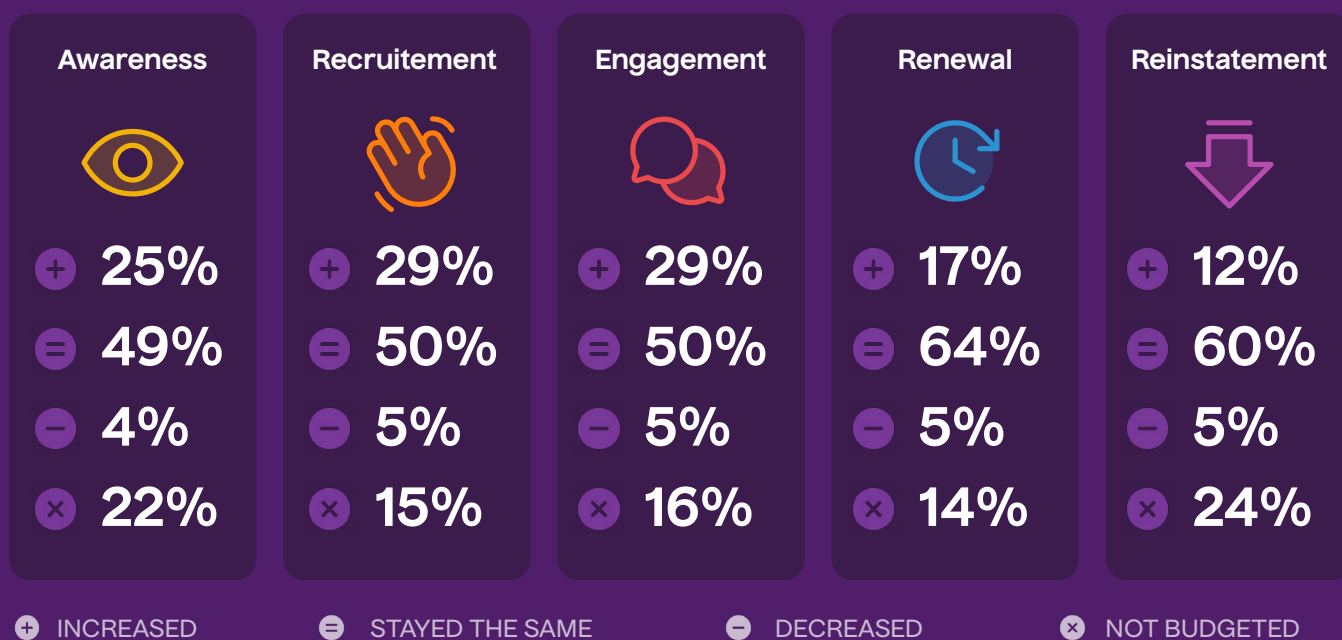 Awareness
25%
49%
4%
22%
Recruitement
29%
50%
5%
15%
Engagement
29%
50%
5%
16%
Renewal
17%
64%
5%
14%
Reinstatement
12%
60%
5%
24%
INCREASED
STAYED THE SAME
DECREASED
NOT BUDGETED